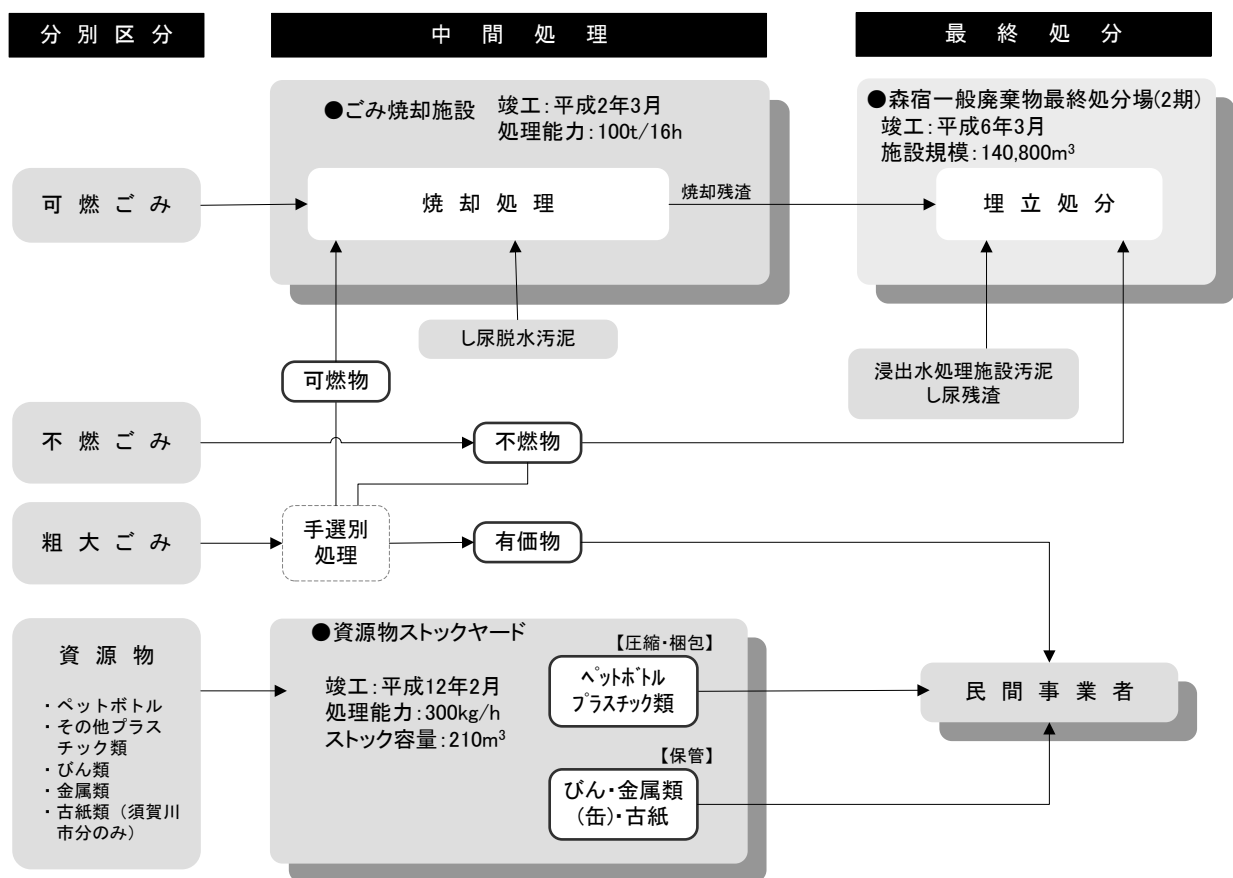 分別区分
中間処理
最終処分
●ごみ焼却施設
竣工：平成2年3月
処理能力：100t/16h
●森宿一般廃棄物最終処分場(2期)
竣工：平成6年3月
施設規模：140,800m³
可燃ごみ
焼却処理
焼却残渣
埋立処分
し尿脱水汚泥
浸出水処理施設汚泥
し尿残渣
可燃物
不燃ごみ
不燃物
粗大ごみ
手選別
処理
有価物
資源物
・ペットボトル
・その他プラス
チック類
・びん類
・金属類
・古紙類（須賀川
市分のみ）
●資源物ストックヤード
竣工：平成12年2月
処理能力：300kg/h
ストック容量：210m³
【圧縮・梱包】
ペットボトル
プラスチック類
【保管】
びん・金属類
(缶)・古紙
民間事業者